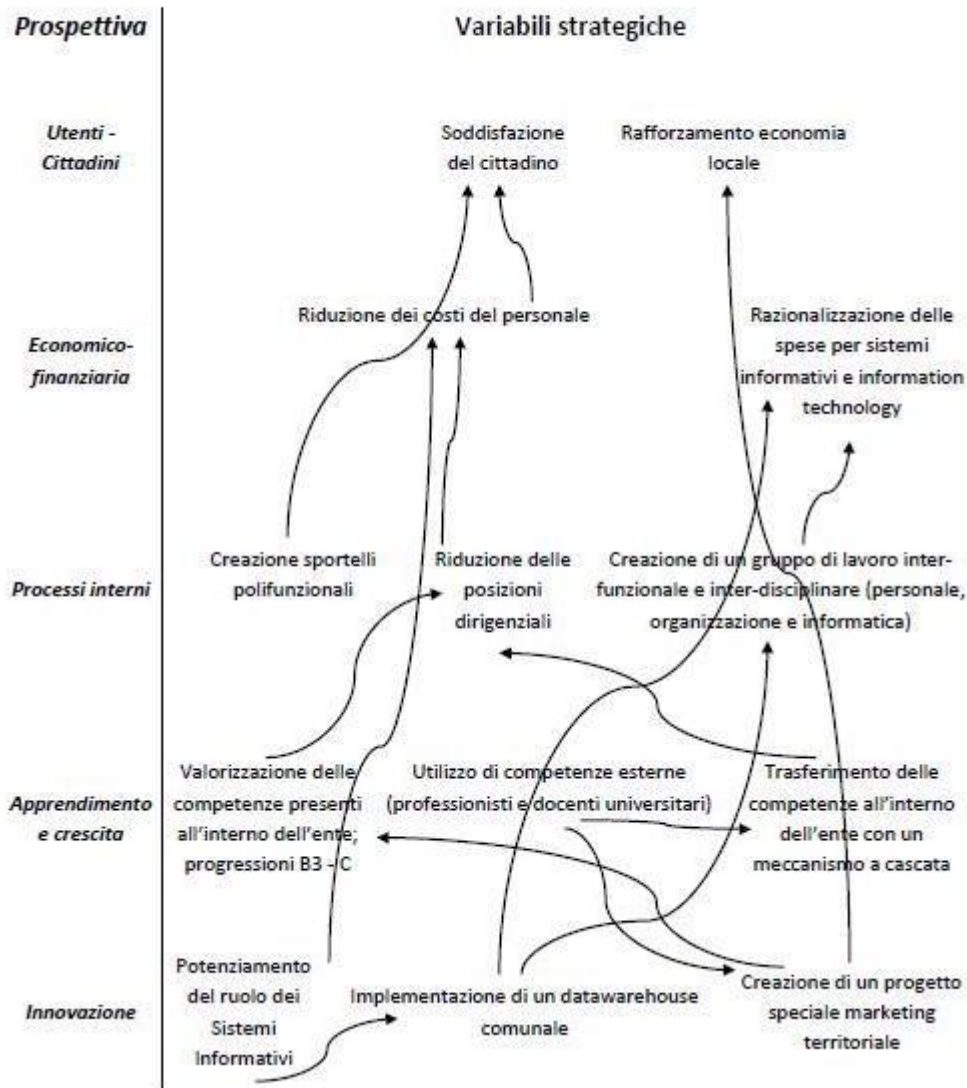 Prospettiva
Variabili strategiche
Utenti -
Cittadini
Soddisfazione
del cittadino
Rafforzamento economia
locale
Economico-
finanziaria
Riduzione dei costi del personale
Razionalizzazione delle
spese per sistemi
informativi e information
technology
Processi interni
Creazione sportelli
polifunzionali
Riduzione delle
posizioni
dirigenziali
Creazione di un gruppo di lavoro inter-
funzionale e inter-disciplinare (personale,
organizzazione e informatica)
Apprendimento
e crescita
Valorizzazione delle
competenze presenti
all'interno dell'ente;
progressioni B3 - C
Utilizzo di competenze esterne
(professionisti e docenti universitari)
Trasferimento delle
competenze all'interno
dell'ente con un
meccanismo a cascata
Innovazione
Potenziamento
del ruolo dei
Sistemi
Informativi
Implementazione di un datawarehouse
comunale
Creazione di un progetto
speciale marketing
territoriale